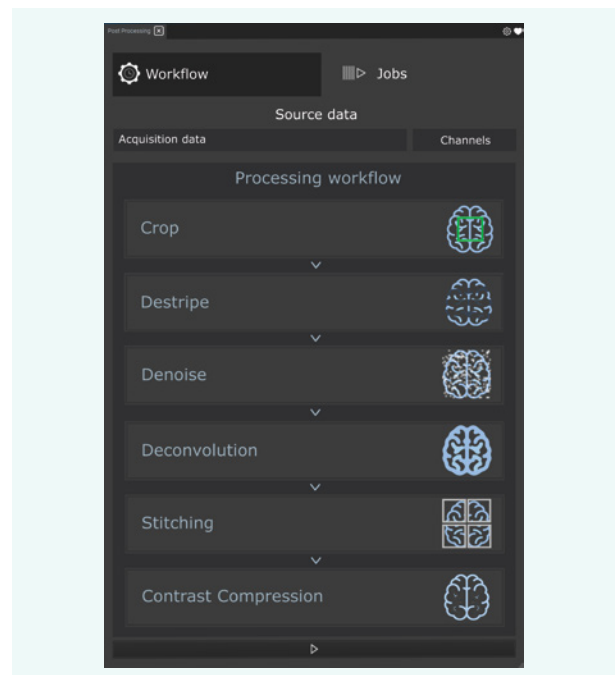 Post Processing
Workflow
Jobs
Source data
Acquisition data
Channels
Processing workflow
Crop
Destripe
Denoise
Deconvolution
Stitching
Contrast Compression